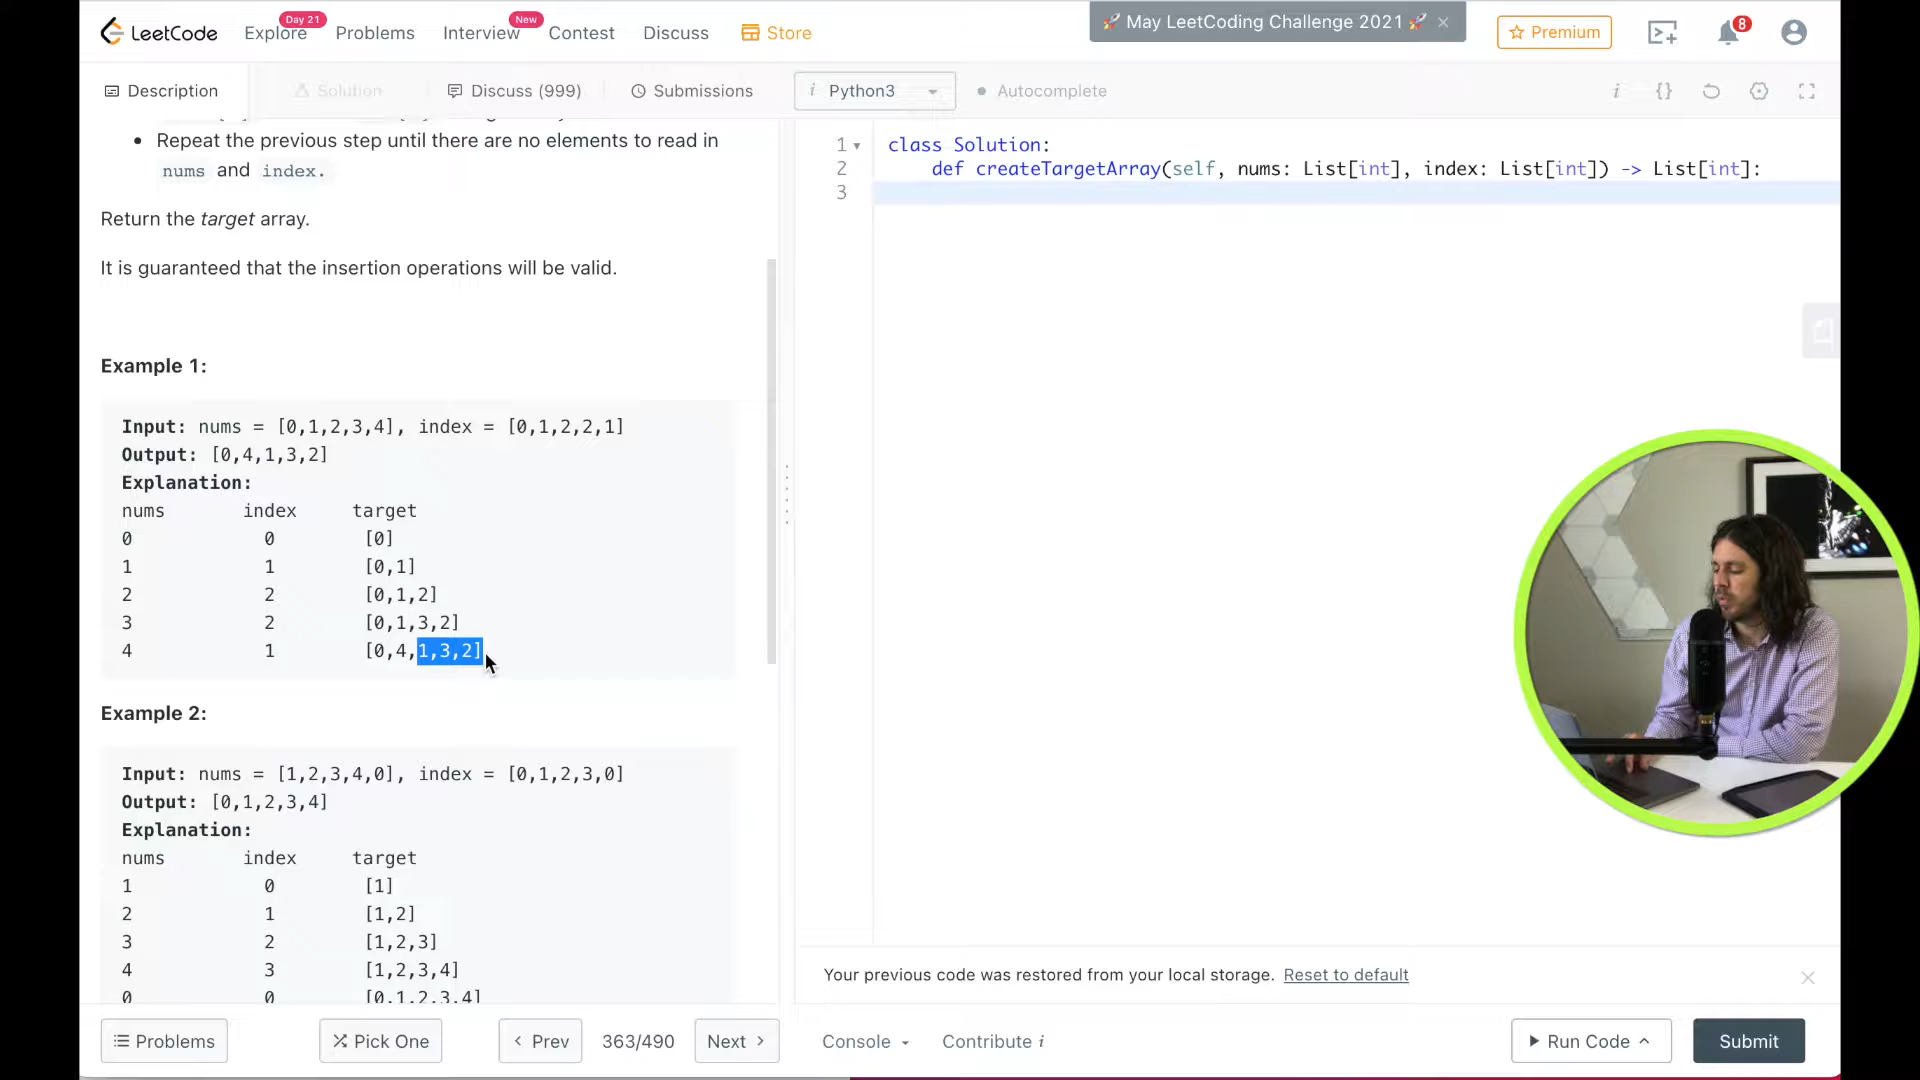 LeetCode
Explore
Day 21
Problems
Interview
New
Contest
Discuss
Store
🚀 May LeetCoding Challenge 2021 🚀 ×
Premium
8
Description
Solution
Discuss (999)
Submissions
i Python3
Autocomplete
• Repeat the previous step until there are no elements to read in
nums and index.
Return the target array.
It is guaranteed that the insertion operations will be valid.
Example 1:
Input: nums = [0,1,2,3,4], index = [0,1,2,2,1]
Output: [0,4,1,3,2]
Explanation:
nums index target
0 0 [0]
1 1 [0,1]
2 2 [0,1,2]
3 2 [0,1,3,2]
4 1 [0,4,1,3,2]
Example 2:
Input: nums = [1,2,3,4,0], index = [0,1,2,3,0]
Output: [0,1,2,3,4]
Explanation:
nums index target
1 0 [1]
2 1 [1,2]
3 2 [1,2,3]
4 3 [1,2,3,4]
0 0 [0,1,2,3,4]
1 class Solution:
2 def createTargetArray(self, nums: List[int], index: List[int]) -> List[int]:
3
Your previous code was restored from your local storage. Reset to default
Problems
Pick One
< Prev
363/490
Next >
Console
Contribute i
Run Code
Submit